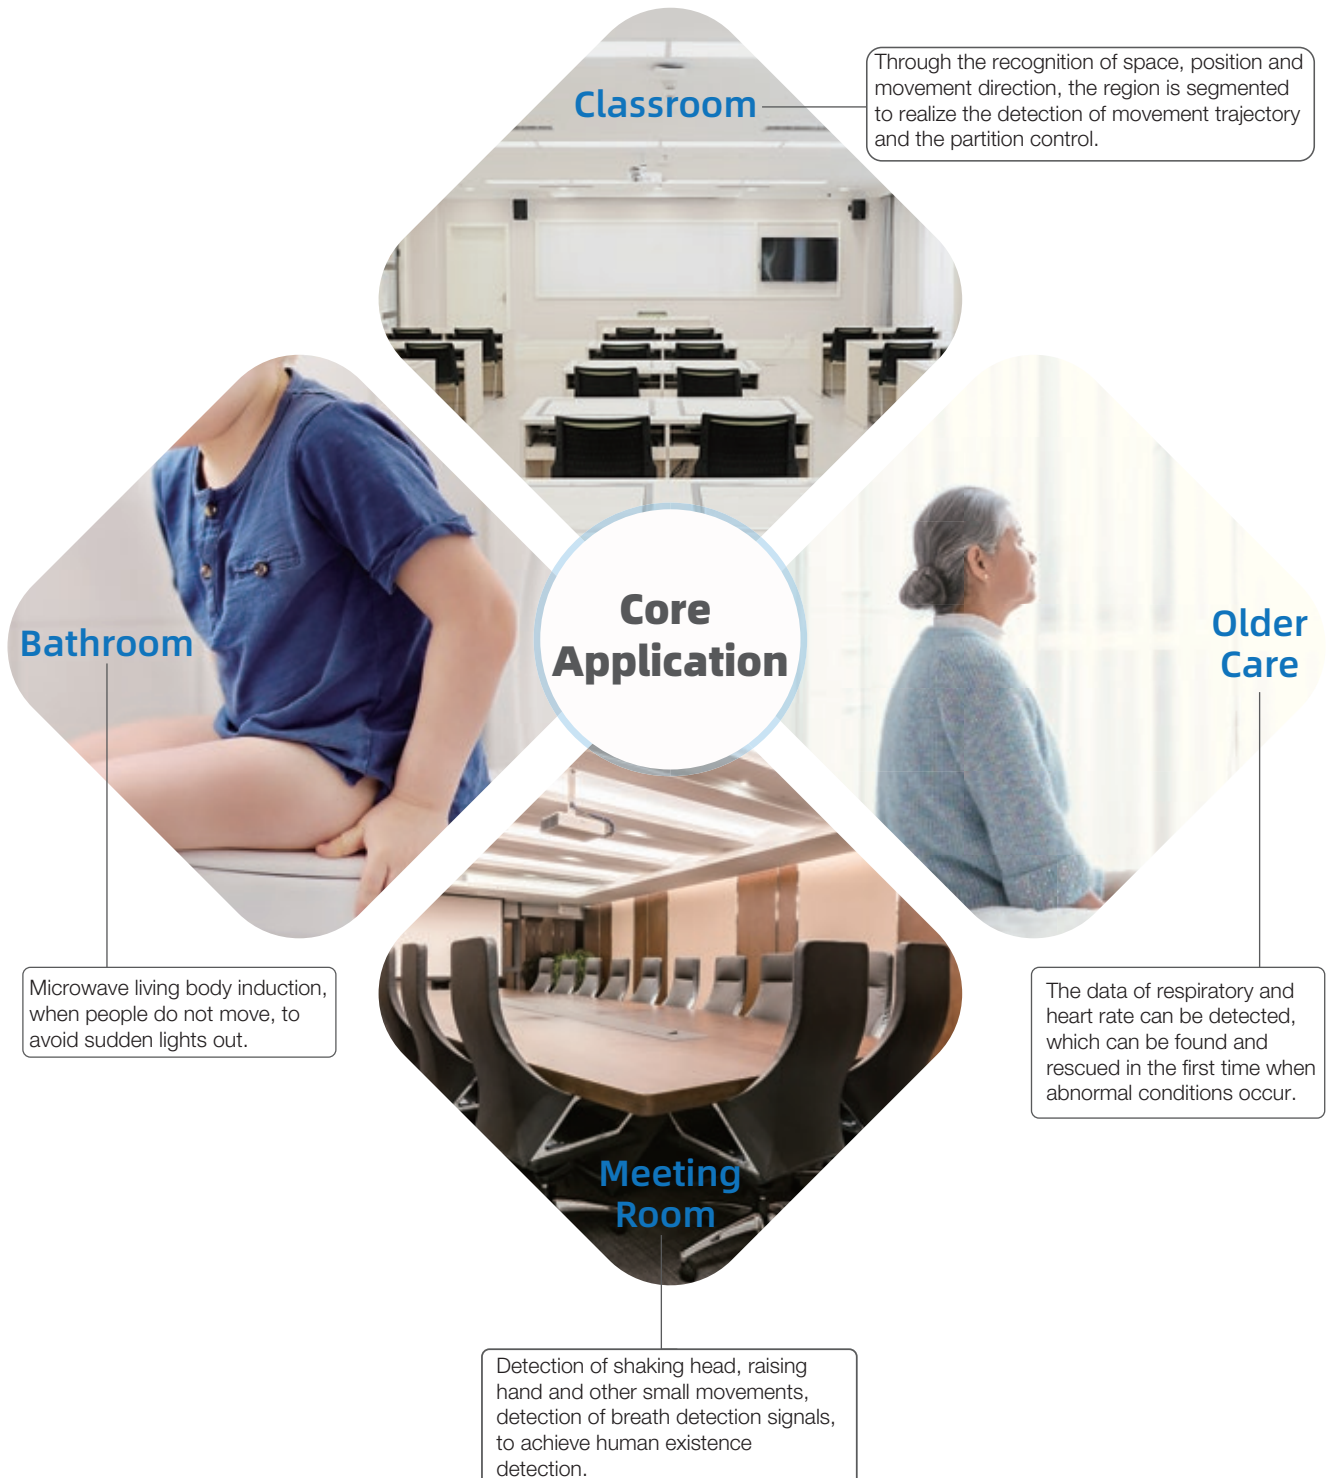 Classroom
Through the recognition of space, position and
movement direction, the region is segmented
to realize the detection of movement trajectory
and the partition control.
Core
Application
Bathroom
Older
Care
Microwave living body induction,
when people do not move, to
avoid sudden lights out.
The data of respiratory and
heart rate can be detected,
which can be found and
rescued in the first time when
abnormal conditions occur.
Meeting
Room
Detection of shaking head, raising
hand and other small movements,
detection of breath detection signals,
to achieve human existence
detection.